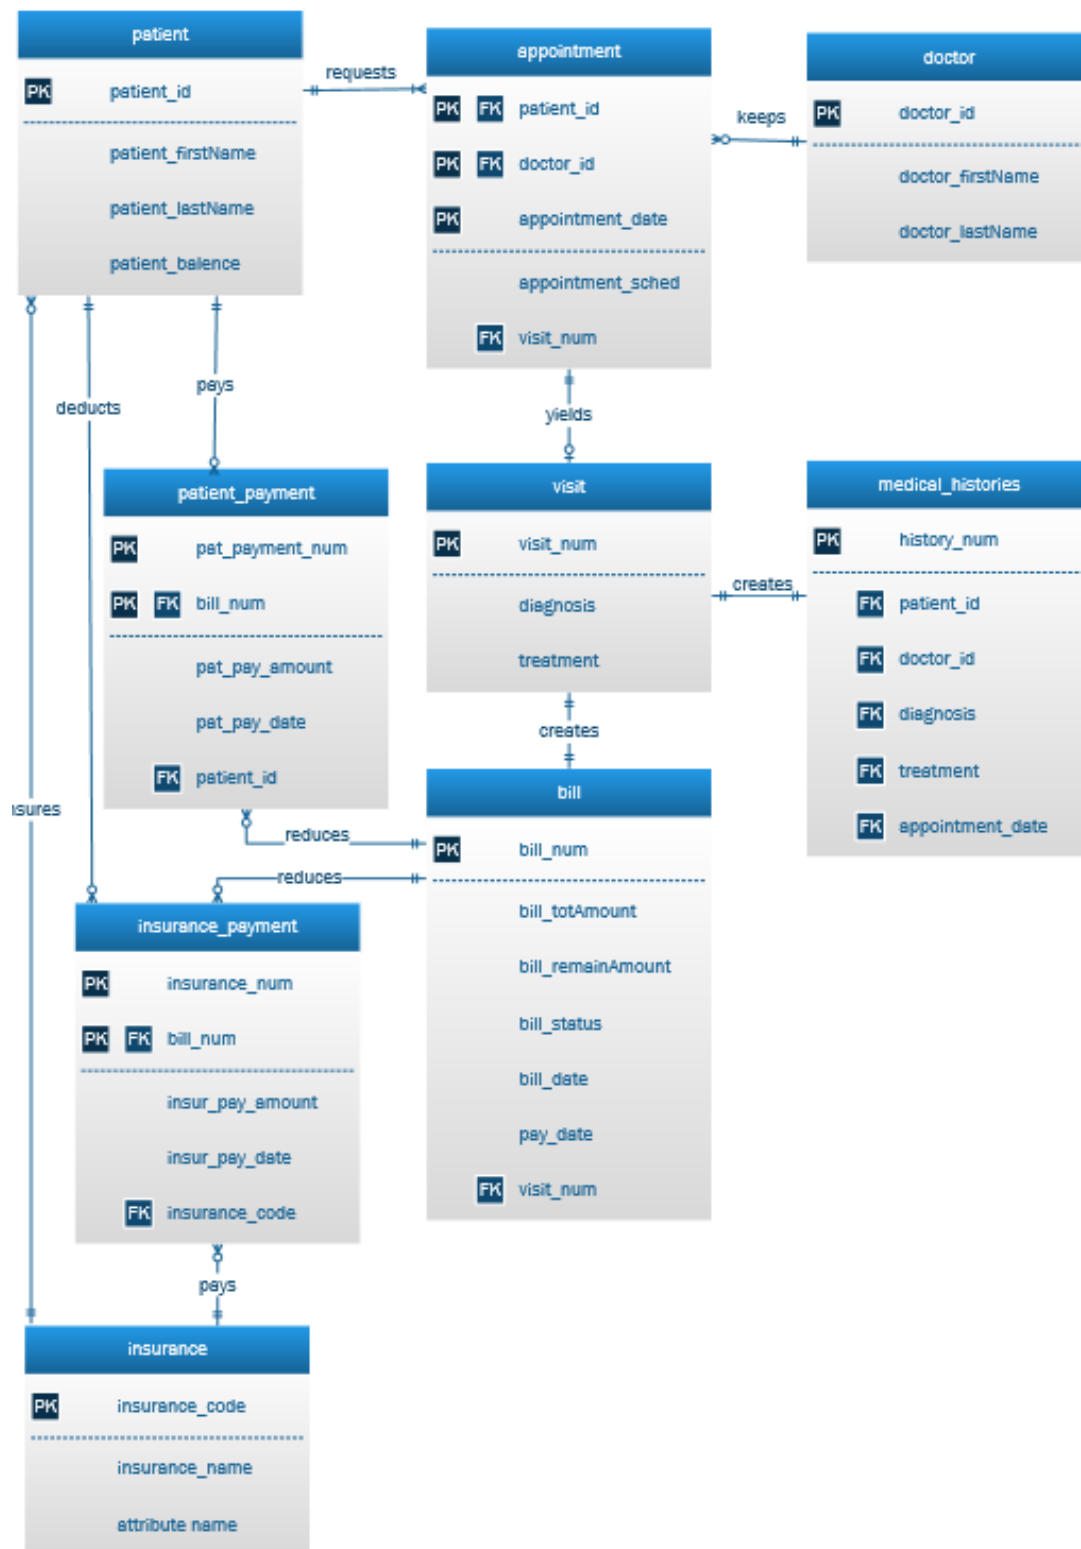 patient
PK patient_id
patient_firstName
patient_lastName
patient_balence
requests
appointment
PK FK patient_id
PK FK doctor_id
PK appointment_date
appointment_sched
FK visit_num
keeps
doctor
PK doctor_id
doctor_firstName
doctor_lastName
deducts
pays
yields
patient_payment
PK pat_payment_num
PK FK bill_num
pat_pay_amount
pat_pay_date
FK patient_id
visit
PK visit_num
diagnosis
treatment
creates
medical_histories
PK history_num
FK patient_id
FK doctor_id
FK diagnosis
FK treatment
FK appointment_date
creates
nsures
reduces
reduces
bill
PK bill_num
bill_totAmount
bill_remainAmount
bill_status
bill_date
pay_date
FK visit_num
insurance_payment
PK insurance_num
PK FK bill_num
insur_pay_amount
insur_pay_date
FK insurance_code
pays
insurance
PK insurance_code
insurance_name
attribute name